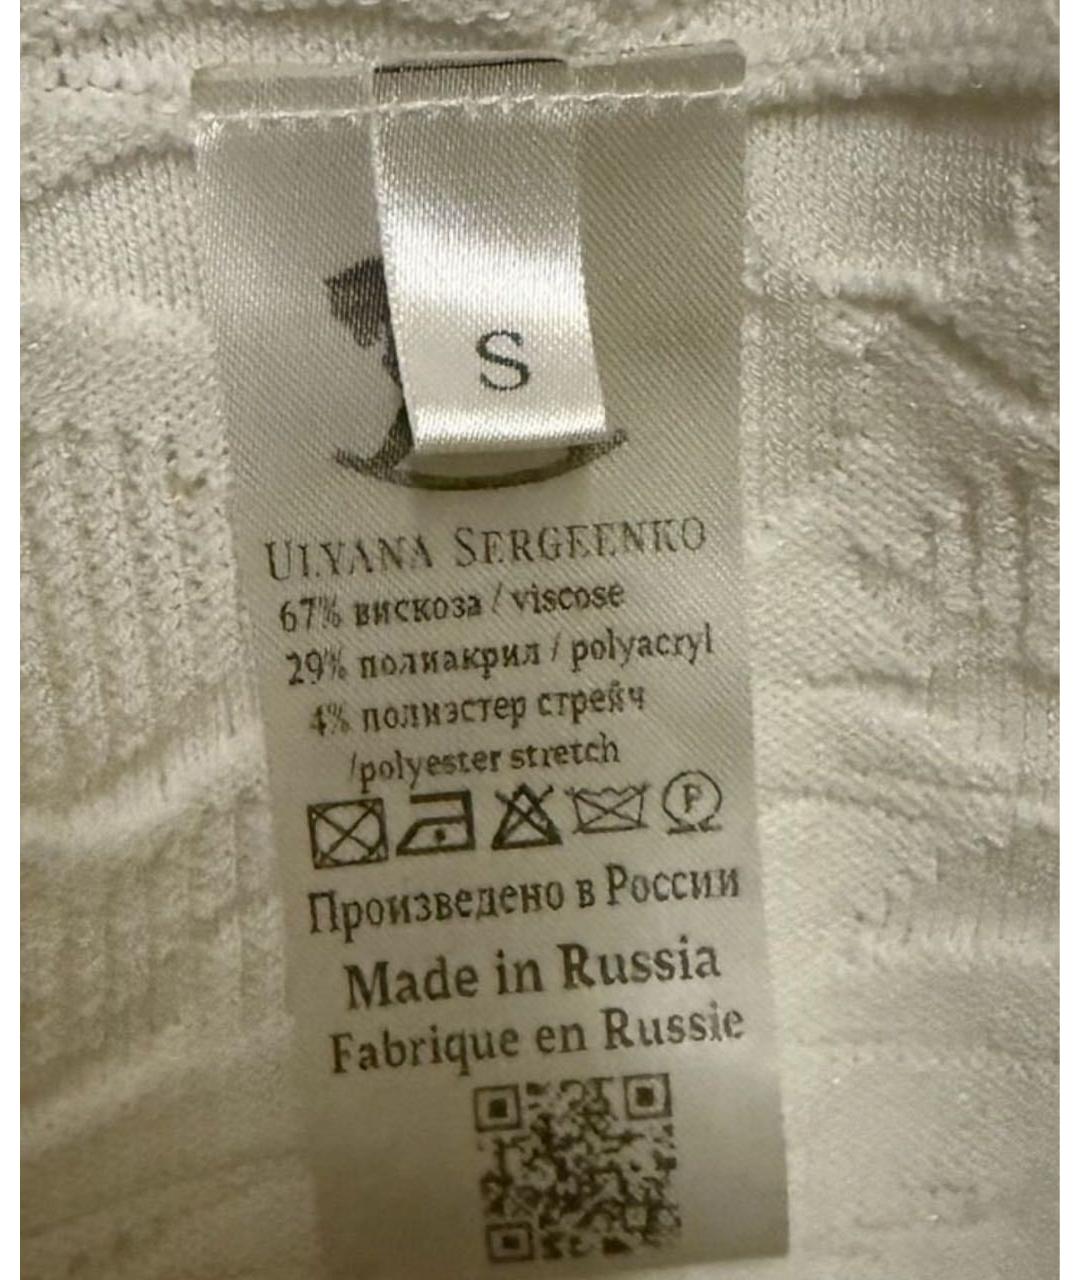 S
ULYANA SERGEENKO
67% вискоза / viscose
29% полиакрил / polyacryl
4% полиэстер стрейч
/polyester stretch
P
Произведено в России
Made in Russia
Fabriqué en Russie